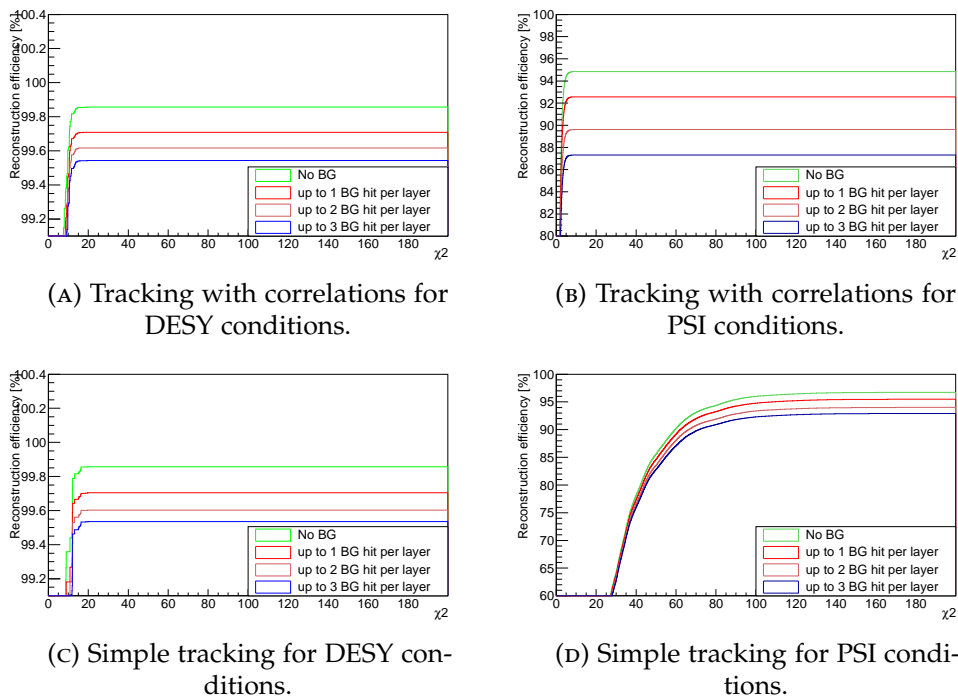 Reconstruction efficiency [%]
100.4
100.2
100
99.8
99.6
99.4
99.2
0 20 40 60 80 100 120 140 160 180
χ2
No BG
up to 1 BG hit per layer
up to 2 BG hit per layer
up to 3 BG hit per layer
(A) Tracking with correlations for
DESY conditions.
Reconstruction efficiency [%]
100
98
96
94
92
90
88
86
84
82
80
0 20 40 60 80 100 120 140 160 180
χ2
No BG
up to 1 BG hit per layer
up to 2 BG hit per layer
up to 3 BG hit per layer
(B) Tracking with correlations for
PSI conditions.
Reconstruction efficiency [%]
100.4
100.2
100
99.8
99.6
99.4
99.2
0 20 40 60 80 100 120 140 160 180
χ2
No BG
up to 1 BG hit per layer
up to 2 BG hit per layer
up to 3 BG hit per layer
(C) Simple tracking for DESY con-
ditions.
Reconstruction efficiency [%]
100
95
90
85
80
75
70
65
60
0 20 40 60 80 100 120 140 160 180
χ2
No BG
up to 1 BG hit per layer
up to 2 BG hit per layer
up to 3 BG hit per layer
(D) Simple tracking for PSI condi-
tions.